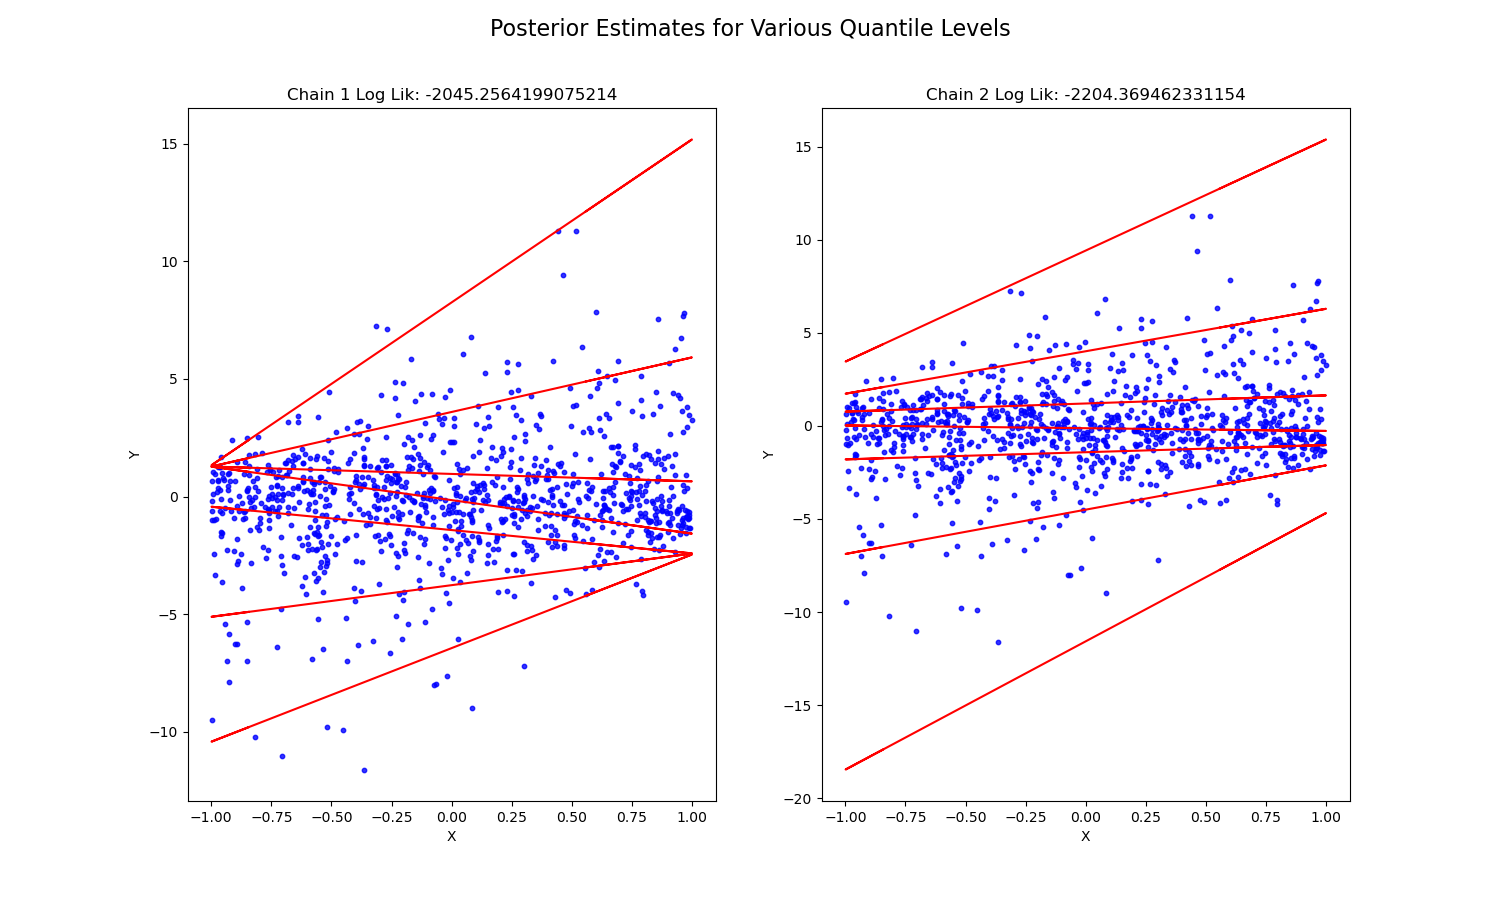 Posterior Estimates for Various Quantile Levels
Chain 1 Log Lik: -2045.2564199075214
Chain 2 Log Lik: -2204.369462331154
15
10
5
0
−5
−10
Y
−1.00 −0.75 −0.50 −0.25 0.00 0.25 0.50 0.75 1.00
X
15
10
5
0
−5
−10
−15
−20
Y
−1.00 −0.75 −0.50 −0.25 0.00 0.25 0.50 0.75 1.00
X